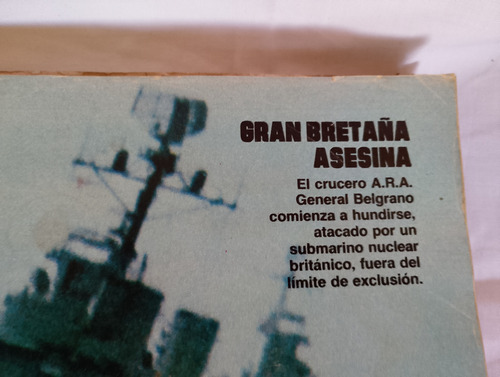 GRAN BRETAÑA
ASESINA
El crucero A.R.A.
General Belgrano
comienza a hundirse,
atacado por un
submarino nuclear
británico, fuera del
límite de exclusión.